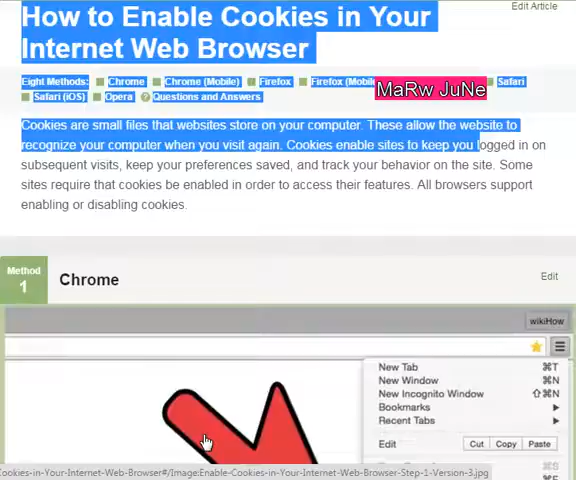 How to Enable Cookies in Your
Edit Article
Internet Web Browser
Eight Methods: Chrome Chrome (Mobile) Firefox Firefox (Mobile Safari
MaRw JuNe
Safari (iOS) Opera Questions and Answers
Cookies are small files that websites store on your computer. These allow the website to
recognize your computer when you visit again. Cookies enable sites to keep you logged in on
subsequent visits, keep your preferences saved, and track your behavior on the site. Some
sites require that cookies be enabled in order to access their features. All browsers support
enabling or disabling cookies.
Method
1
Chrome
Edit
wikiHow
New Tab ⌘T
New Window ⌘N
New Incognito Window ⇧⌘N
Bookmarks
Recent Tabs
Edit Cut Copy Paste
Cookies-in-Your-Internet-Web-Browser#/Image:Enable-Cookies-in-Your-Internet-Web-Browser-Step-1-Version-3.jpg